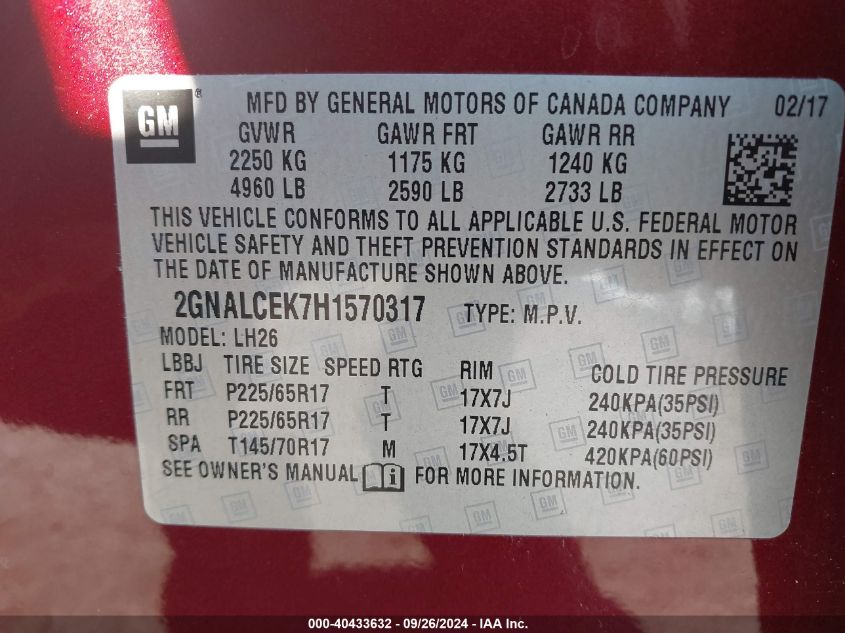 GM ® MFD BY GENERAL MOTORS OF CANADA COMPANY 02/17
GVWR GAWR FRT GAWR RR
2250 KG 1175 KG 1240 KG
4960 LB 2590 LB 2733 LB
THIS VEHICLE CONFORMS TO ALL APPLICABLE U.S. FEDERAL MOTOR
VEHICLE SAFETY AND THEFT PREVENTION STANDARDS IN EFFECT ON
THE DATE OF MANUFACTURE SHOWN ABOVE.
2GNALCEK7H1570317 TYPE: M.P.V.
MODEL: LH26
LBBJ TIRE SIZE SPEED RTG RIM COLD TIRE PRESSURE
FRT P225/65R17 T 17X7J 240KPA(35PSI)
RR P225/65R17 T 17X7J 240KPA(35PSI)
SPA T145/70R17 M 17X4.5T 420KPA(60PSI)
SEE OWNER'S MANUAL i FOR MORE INFORMATION.
000-40433632 - 09/26/2024 - IAA Inc.